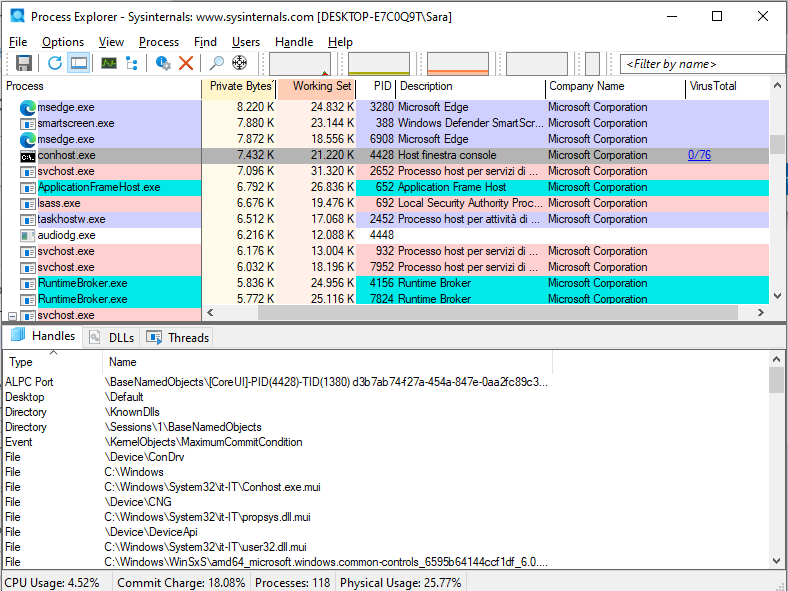 Process Explorer - Sysinternals: www.sysinternals.com [DESKTOP-E7C0Q9T\Sara]
File Options View Process Find Users Handle Help
<Filter by name>
Process Private Bytes Working Set PID Description Company Name VirusTotal
msedge.exe 8.220 K 24.832 K 3280 Microsoft Edge Microsoft Corporation
smartscreen.exe 7.880 K 23.144 K 388 Windows Defender SmartScr... Microsoft Corporation
msedge.exe 7.872 K 18.556 K 6908 Microsoft Edge Microsoft Corporation
C:\. conhost.exe 7.432 K 21.220 K 4428 Host finestra console Microsoft Corporation 0/76
svchost.exe 7.096 K 31.320 K 2652 Processo host per servizi di ... Microsoft Corporation
ApplicationFrameHost.exe 6.792 K 26.836 K 652 Application Frame Host Microsoft Corporation
lsass.exe 6.676 K 19.476 K 692 Local Security Authority Proc... Microsoft Corporation
taskhostw.exe 6.512 K 17.068 K 2452 Processo host per attività di ... Microsoft Corporation
audiodg.exe 6.216 K 12.088 K 4448
svchost.exe 6.176 K 13.004 K 932 Processo host per servizi di ... Microsoft Corporation
svchost.exe 6.032 K 18.196 K 7952 Processo host per servizi di ... Microsoft Corporation
RuntimeBroker.exe 5.836 K 24.956 K 4156 Runtime Broker Microsoft Corporation
RuntimeBroker.exe 5.772 K 25.116 K 7824 Runtime Broker Microsoft Corporation
svchost.exe
Handles DLLs Threads
Type Name
ALPC Port \BaseNamedObjects\[CoreUI]-PID(4428)-TID(1380) d3b7ab74-f27a-454a-847e-0aa2fc89c3...
Desktop \Default
Directory \KnownDlls
Directory \Sessions\1\BaseNamedObjects
Event \KernelObjects\MaximumCommitCondition
File \Device\ConDrv
File C:\Windows
File C:\Windows\System32\it-IT\Conhost.exe.mui
File \Device\CNG
File C:\Windows\System32\it-IT\propsys.dll.mui
File \Device\DeviceApi
File C:\Windows\System32\it-IT\user32.dll.mui
File C:\Windows\WinSxS\amd64_microsoft.windows.common-controls_6595b64144ccf1df_6.0....
CPU Usage: 4.52% Commit Charge: 18.08% Processes: 118 Physical Usage: 25.77%